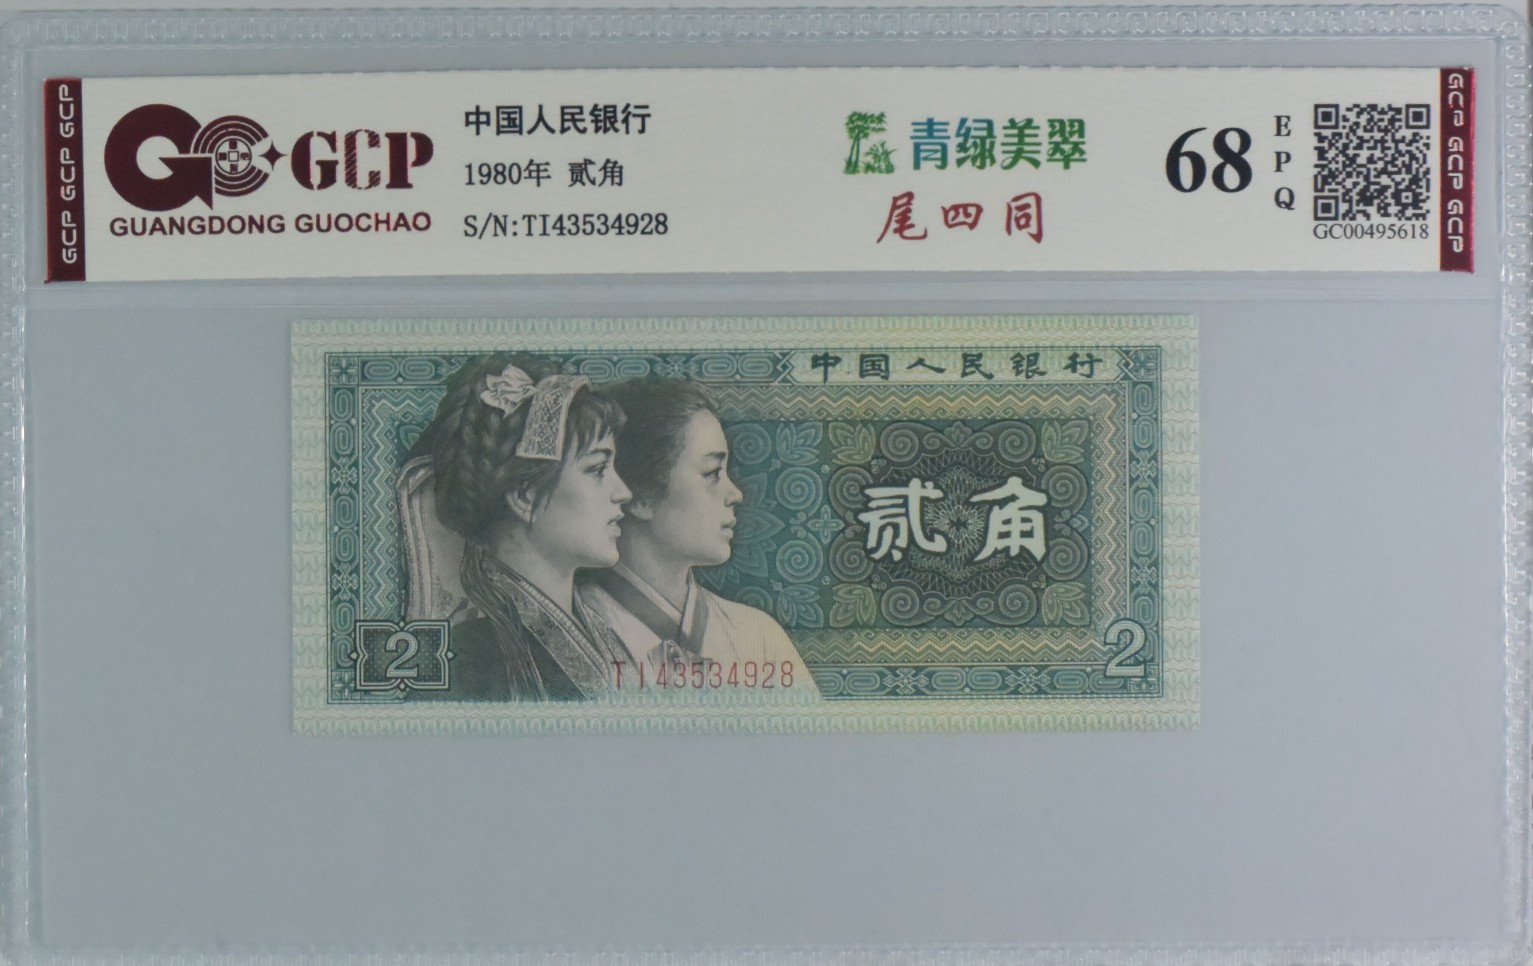 GCP GCP GCP
GCP
GUANGDONG GUOCHAO
中国人民银行
1980年 贰角
S/N:TI43534928
青绿美翠
尾四同
68
EPQ
GC00495618
GCP GCP GCP
中国人民银行
贰角
2
TI43534928
2